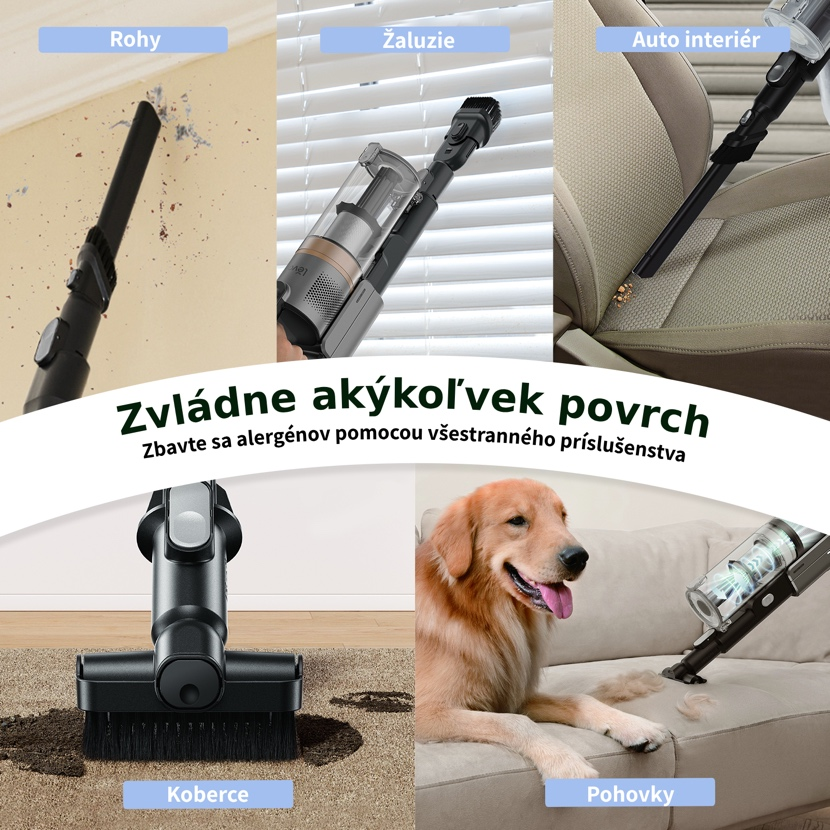 Rohy
Žaluzie
Auto interiér
Zvládne akýkoľvek povrch
Zbavte sa alergénov pomocou všestranného príslušenstva
Koberce
Pohovky